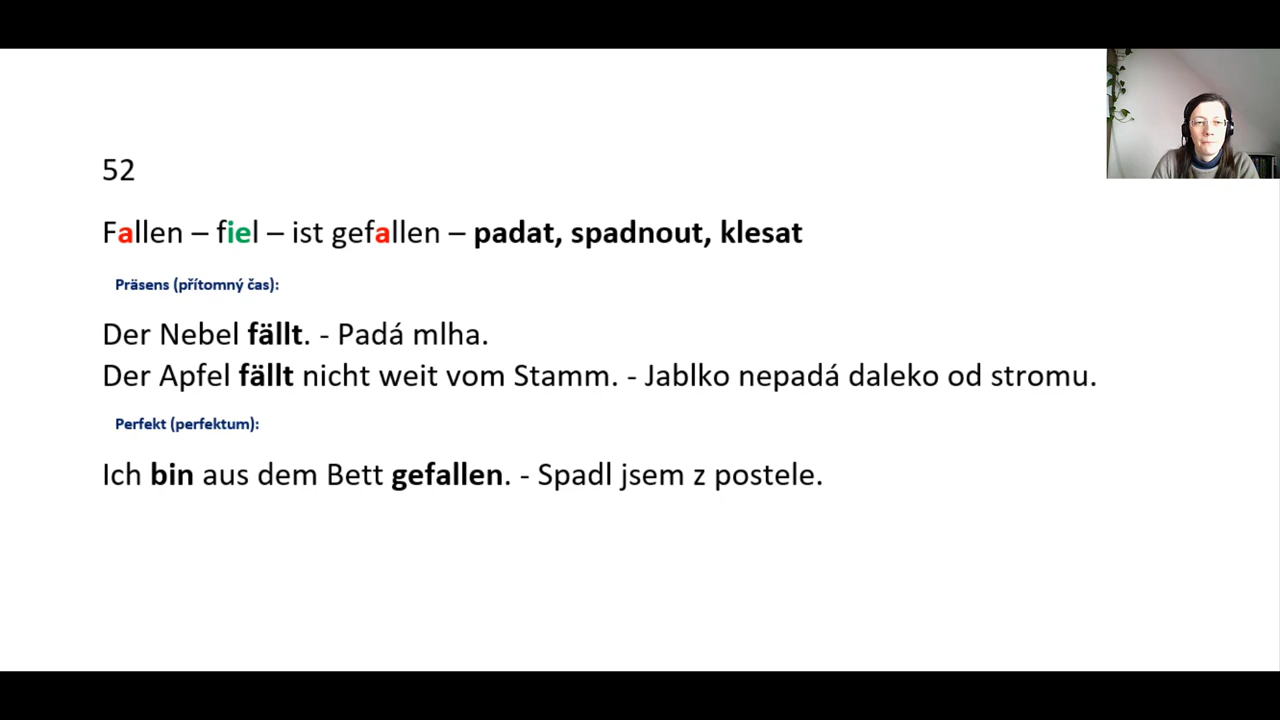 52
Fallen – fiel – ist gefallen – padat, spadnout, klesat
Präsens (přítomný čas):
Der Nebel fällt. - Padá mlha.
Der Apfel fällt nicht weit vom Stamm. - Jablko nepadá daleko od stromu.
Perfekt (perfektum):
Ich bin aus dem Bett gefallen. - Spadl jsem z postele.